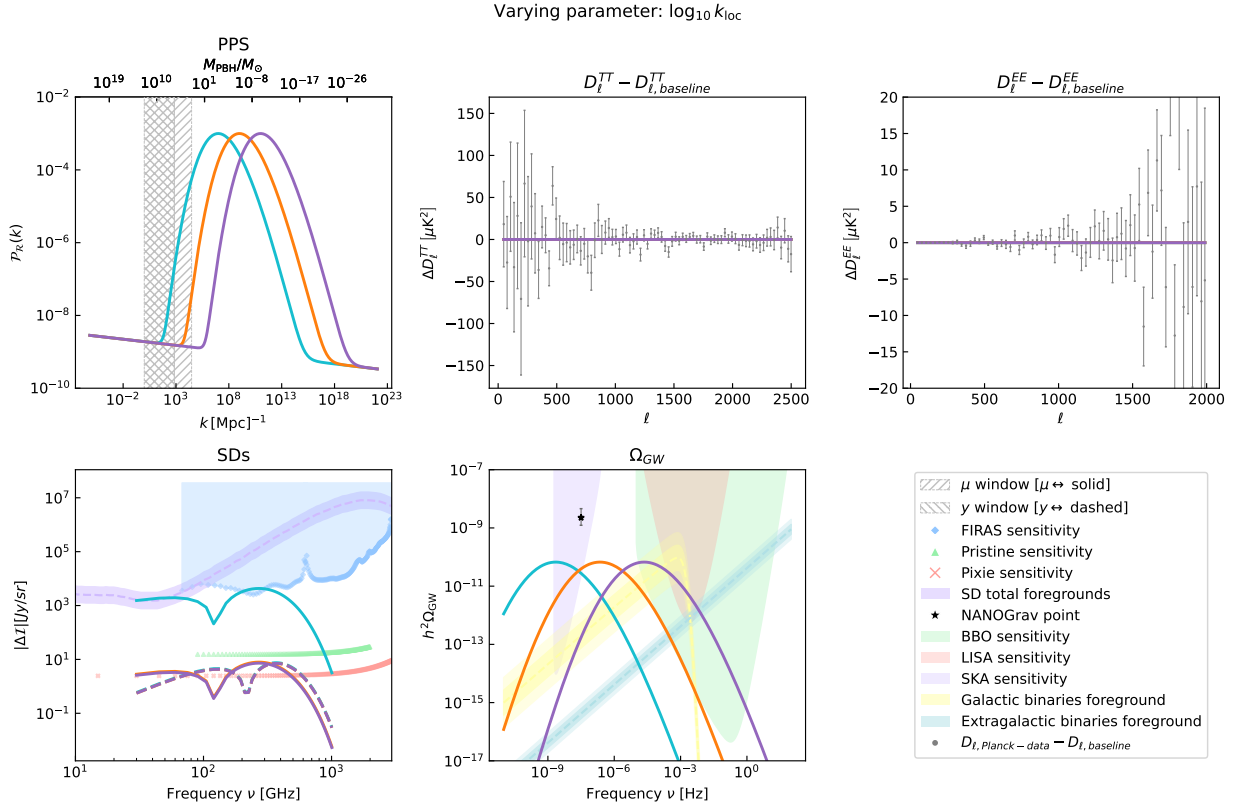 Varying parameter: log₁₀ k_loc
PPS
M_PBH/M_⊙
10¹⁹ 10¹⁰ 10¹ 10⁻⁸ 10⁻¹⁷ 10⁻²⁶
10⁻² 10⁻⁴ 10⁻⁶ 10⁻⁸ 10⁻¹⁰
𝒫_ℛ(k)
10⁻² 10³ 10⁸ 10¹³ 10¹⁸ 10²³
k [Mpc]⁻¹
D_ℓ^TT − D_ℓ,baseline^TT
150 100 50 0 −50 −100 −150
ΔD_ℓ^TT [μK²]
0 500 1000 1500 2000 2500
ℓ
D_ℓ^EE − D_ℓ,baseline^EE
20 15 10 5 0 −5 −10 −15 −20
ΔD_ℓ^EE [μK²]
0 500 1000 1500 2000
ℓ
SDs
10⁷ 10⁵ 10³ 10¹ 10⁻¹
|Δℐ|[Jy/sr]
10¹ 10² 10³
Frequency ν [GHz]
Ω_GW
10⁻⁷ 10⁻⁹ 10⁻¹¹ 10⁻¹³ 10⁻¹⁵ 10⁻¹⁷
h²Ω_GW
10⁻⁹ 10⁻⁶ 10⁻³ 10⁰
Frequency ν [Hz]
μ window [μ↔ solid]
y window [y↔ dashed]
FIRAS sensitivity
Pristine sensitivity
Pixie sensitivity
SD total foregrounds
NANOGrav point
BBO sensitivity
LISA sensitivity
SKA sensitivity
Galactic binaries foreground
Extragalactic binaries foreground
D_ℓ,Planck−data − D_ℓ,baseline